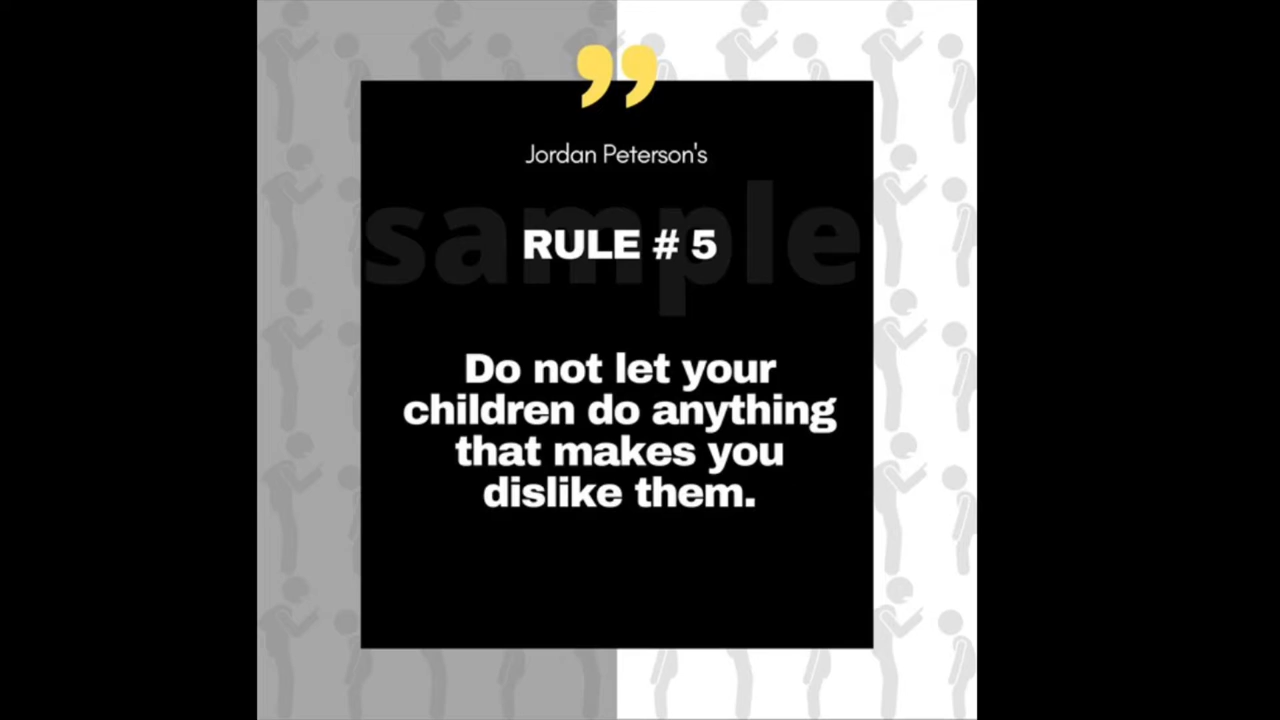 ”
Jordan Peterson's
sample
RULE # 5
Do not let your
children do anything
that makes you
dislike them.